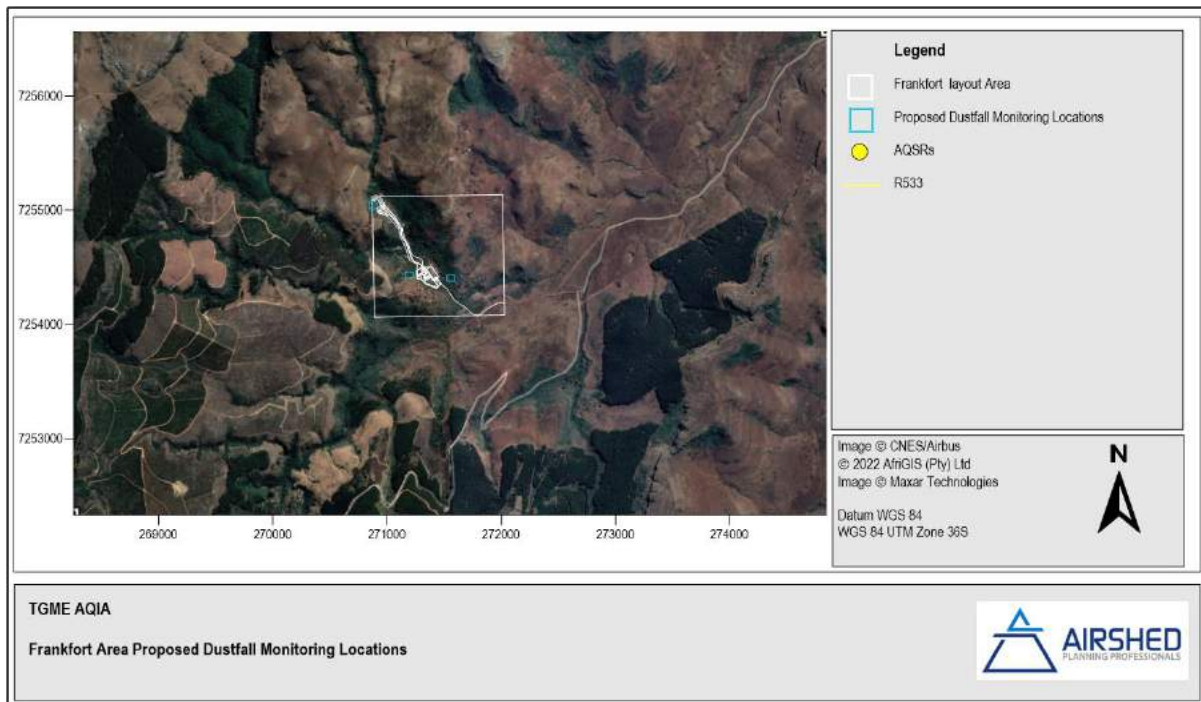 Legend
Frankfort layout Area
Proposed Dustfall Monitoring Locations
AQSRs
R533
7256000
7255000
7254000
7253000
269000 270000 271000 272000 273000 274000
Image © CNES/Airbus
© 2022 AfriGIS (Pty) Ltd
Image © Maxar Technologies
Datum WGS 84
WGS 84 UTM Zone 36S
N
TGME AQIA
Frankfort Area Proposed Dustfall Monitoring Locations
AIRSHED
PLANNING PROFESSIONALS